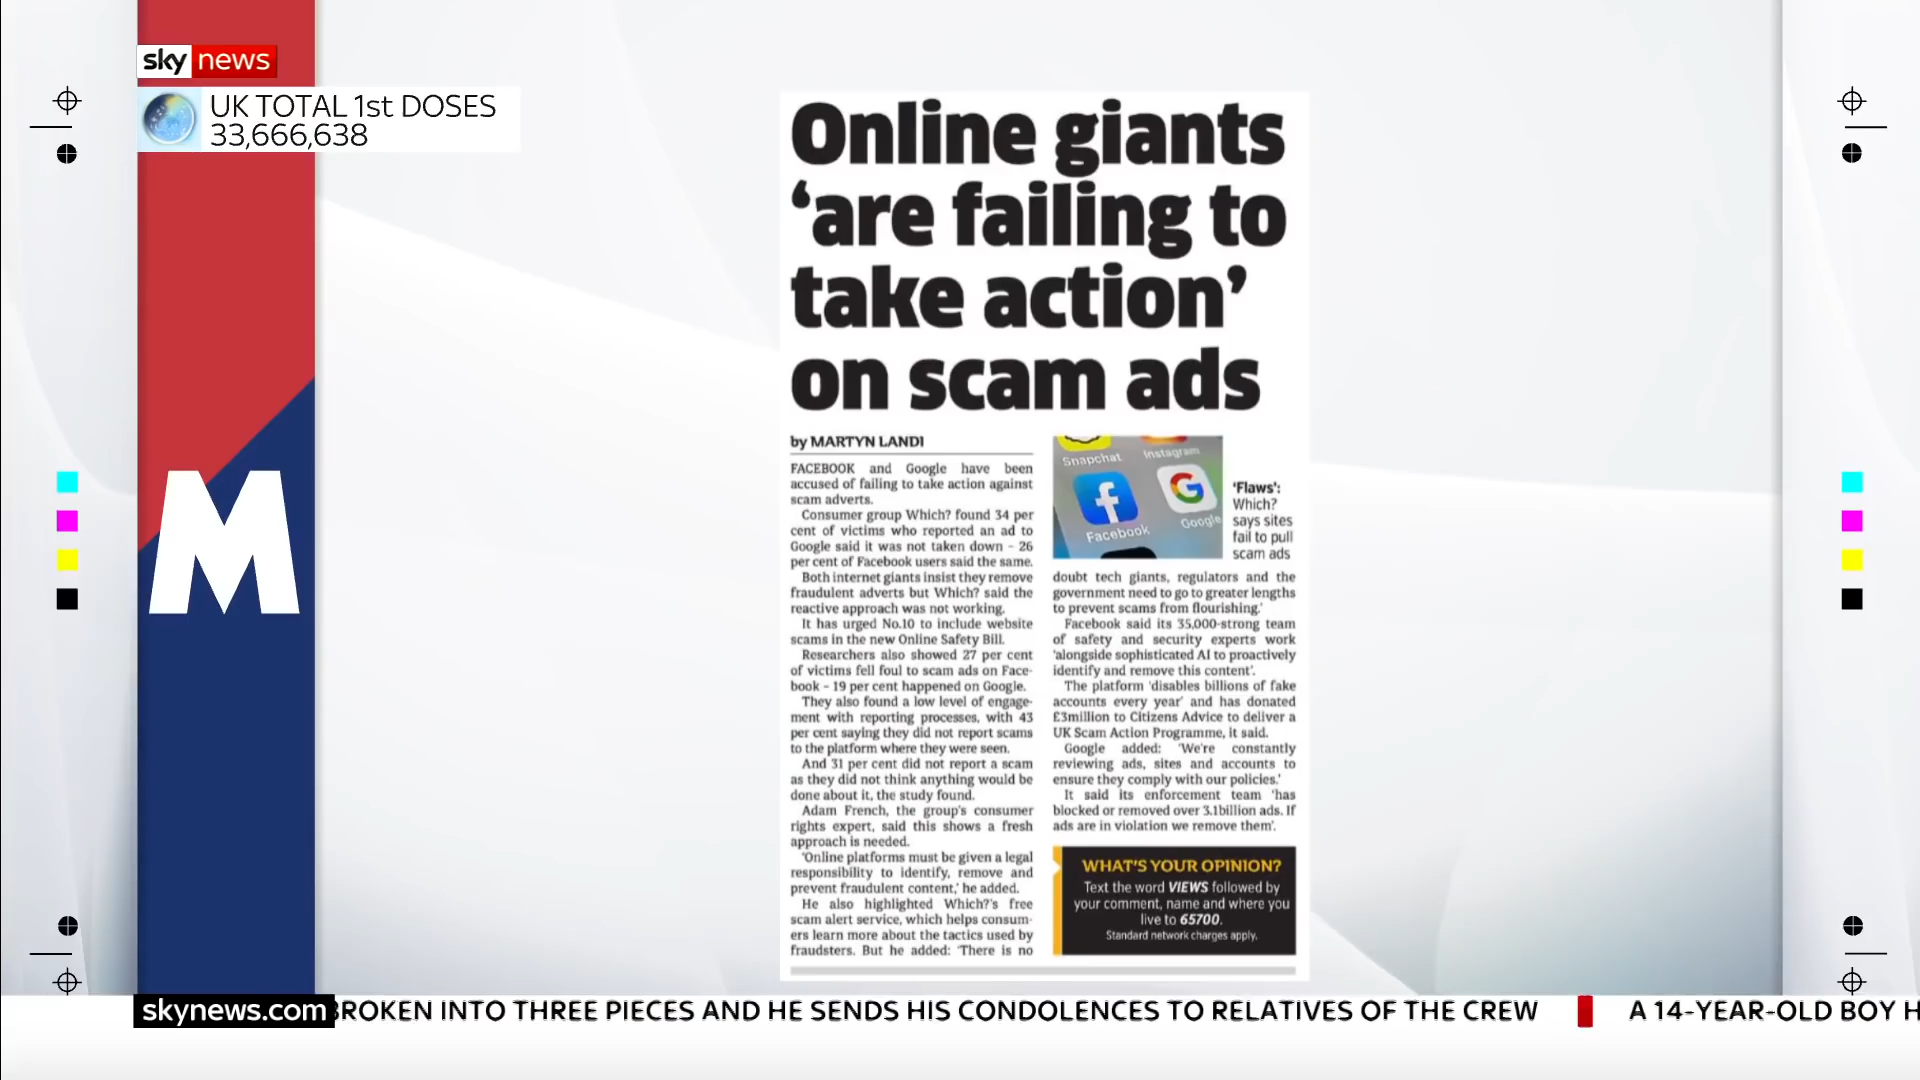 sky news
UK TOTAL 1st DOSES
33,666,638
M
Online giants
‘are failing to
take action’
on scam ads
by MARTYN LANDI
FACEBOOK and Google have been
accused of failing to take action against
scam adverts.
Consumer group Which? found 34 per
cent of victims who reported an ad to
Google said it was not taken down – 26
per cent of Facebook users said the same.
Both internet giants insist they remove
fraudulent adverts but Which? said the
reactive approach was not working.
It has urged No.10 to include website
scams in the new Online Safety Bill.
Researchers also showed 27 per cent
of victims fell foul to scam ads on Face-
book – 19 per cent happened on Google.
They also found a low level of engage-
ment with reporting processes, with 43
per cent saying they did not report scams
to the platform where they were seen.
And 31 per cent did not report a scam
as they did not think anything would be
done about it, the study found.
Adam French, the group's consumer
rights expert, said this shows a fresh
approach is needed.
‘Online platforms must be given a legal
responsibility to identify, remove and
prevent fraudulent content,’ he added.
He also highlighted Which?'s free
scam alert service, which helps consum-
ers learn more about the tactics used by
fraudsters. But he added: ‘There is no
Snapchat
Instagram
Facebook
Google
‘Flaws’:
Which?
says sites
fail to pull
scam ads
doubt tech giants, regulators and the
government need to go to greater lengths
to prevent scams from flourishing.’
Facebook said its 35,000-strong team
of safety and security experts work
‘alongside sophisticated AI to proactively
identify and remove this content’.
The platform ‘disables billions of fake
accounts every year’ and has donated
£3million to Citizens Advice to deliver a
UK Scam Action Programme, it said.
Google added: ‘We're constantly
reviewing ads, sites and accounts to
ensure they comply with our policies.’
It said its enforcement team ‘has
blocked or removed over 3.1billion ads. If
ads are in violation we remove them’.
WHAT'S YOUR OPINION?
Text the word VIEWS followed by
your comment, name and where you
live to 65700.
Standard network charges apply.
skynews.com BROKEN INTO THREE PIECES AND HE SENDS HIS CONDOLENCES TO RELATIVES OF THE CREW A 14-YEAR-OLD BOY H